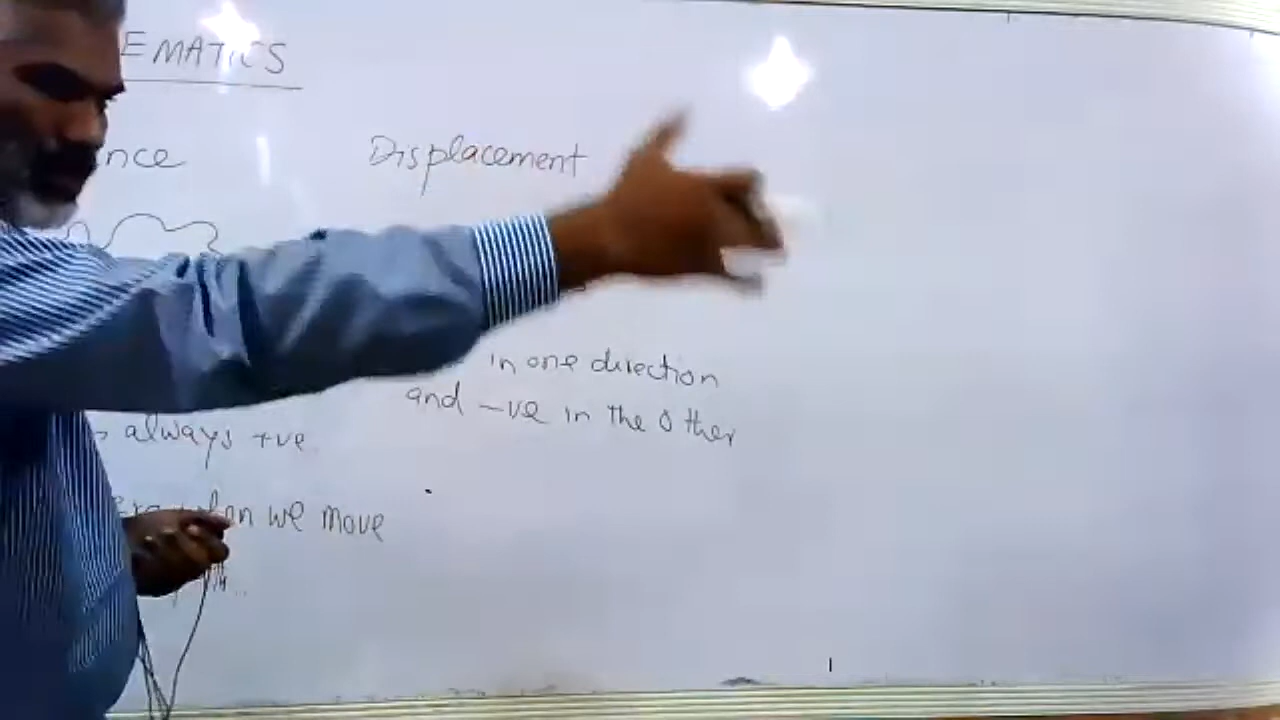 EMATICS
nce
Displacement
in one direction
and -ve in the other
always +ve
when we move